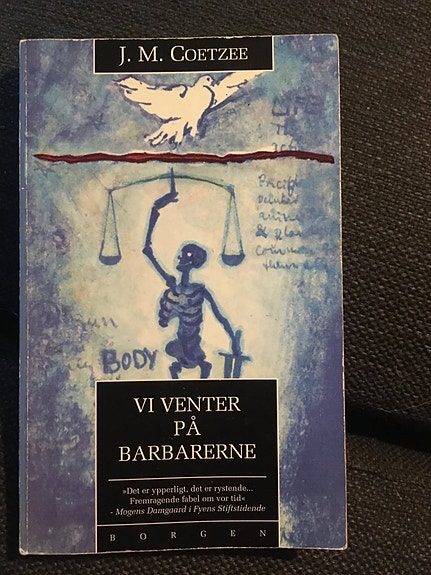 J. M. COETZEE
BODY
VI VENTER
PÅ
BARBARERNE
»Det er ypperligt, det er rystende...
Fremragende fabel om vor tid«
- Mogens Damgaard i Fyens Stiftstidende
BORGEN